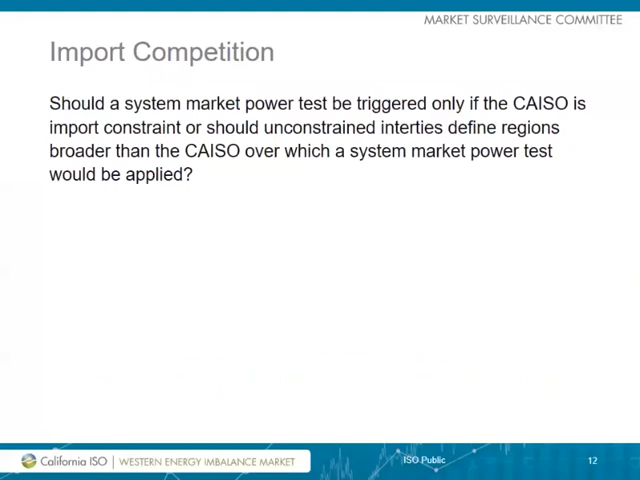 MARKET SURVEILLANCE COMMITTEE
Import Competition
Should a system market power test be triggered only if the CAISO is
import constraint or should unconstrained interties define regions
broader than the CAISO over which a system market power test
would be applied?
California ISO | WESTERN ENERGY IMBALANCE MARKET
ISO Public
12